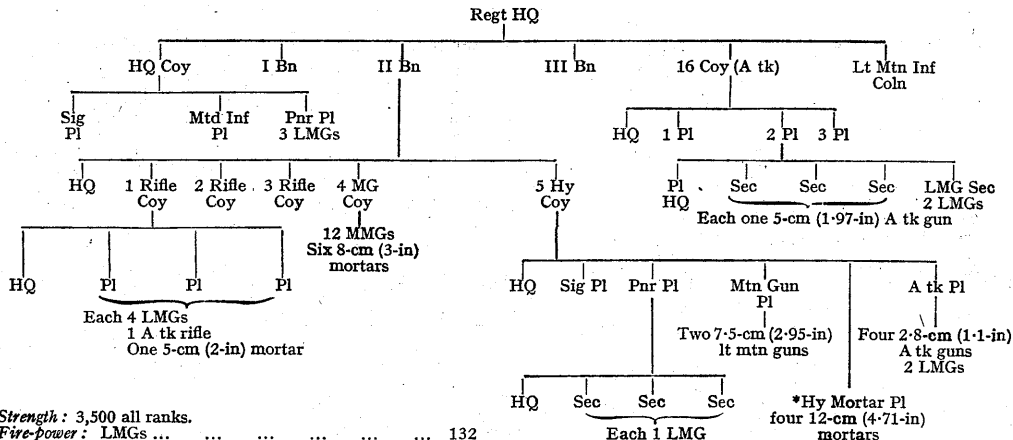 Regt HQ
HQ Coy I Bn II Bn III Bn 16 Coy (A tk) Lt Mtn Inf
Coln
Sig Mtd Inf Pnr Pl
Pl Pl 3 LMGs
HQ 1 Pl 2 Pl 3 Pl
HQ 1 Rifle 2 Rifle 3 Rifle 4 MG 5 Hy
Coy Coy Coy Coy Coy
Pl Sec Sec Sec LMG Sec
HQ 2 LMGs
Each one 5-cm (1·97-in) A tk gun
12 MMGs
Six 8-cm (3-in)
mortars
HQ Pl Pl Pl
Each 4 LMGs
1 A tk rifle
One 5-cm (2-in) mortar
HQ Sig Pl Pnr Pl Mtn Gun A tk Pl
Pl
Two 7·5-cm (2·95-in) Four 2·8-cm (1·1-in)
lt mtn guns A tk guns
2 LMGs
HQ Sec Sec Sec
Each 1 LMG
*Hy Mortar Pl
four 12-cm (4·71-in)
mortars
Strength : 3,500 all ranks.
Fire-power : LMGs ... ... ... ... ... ... 132